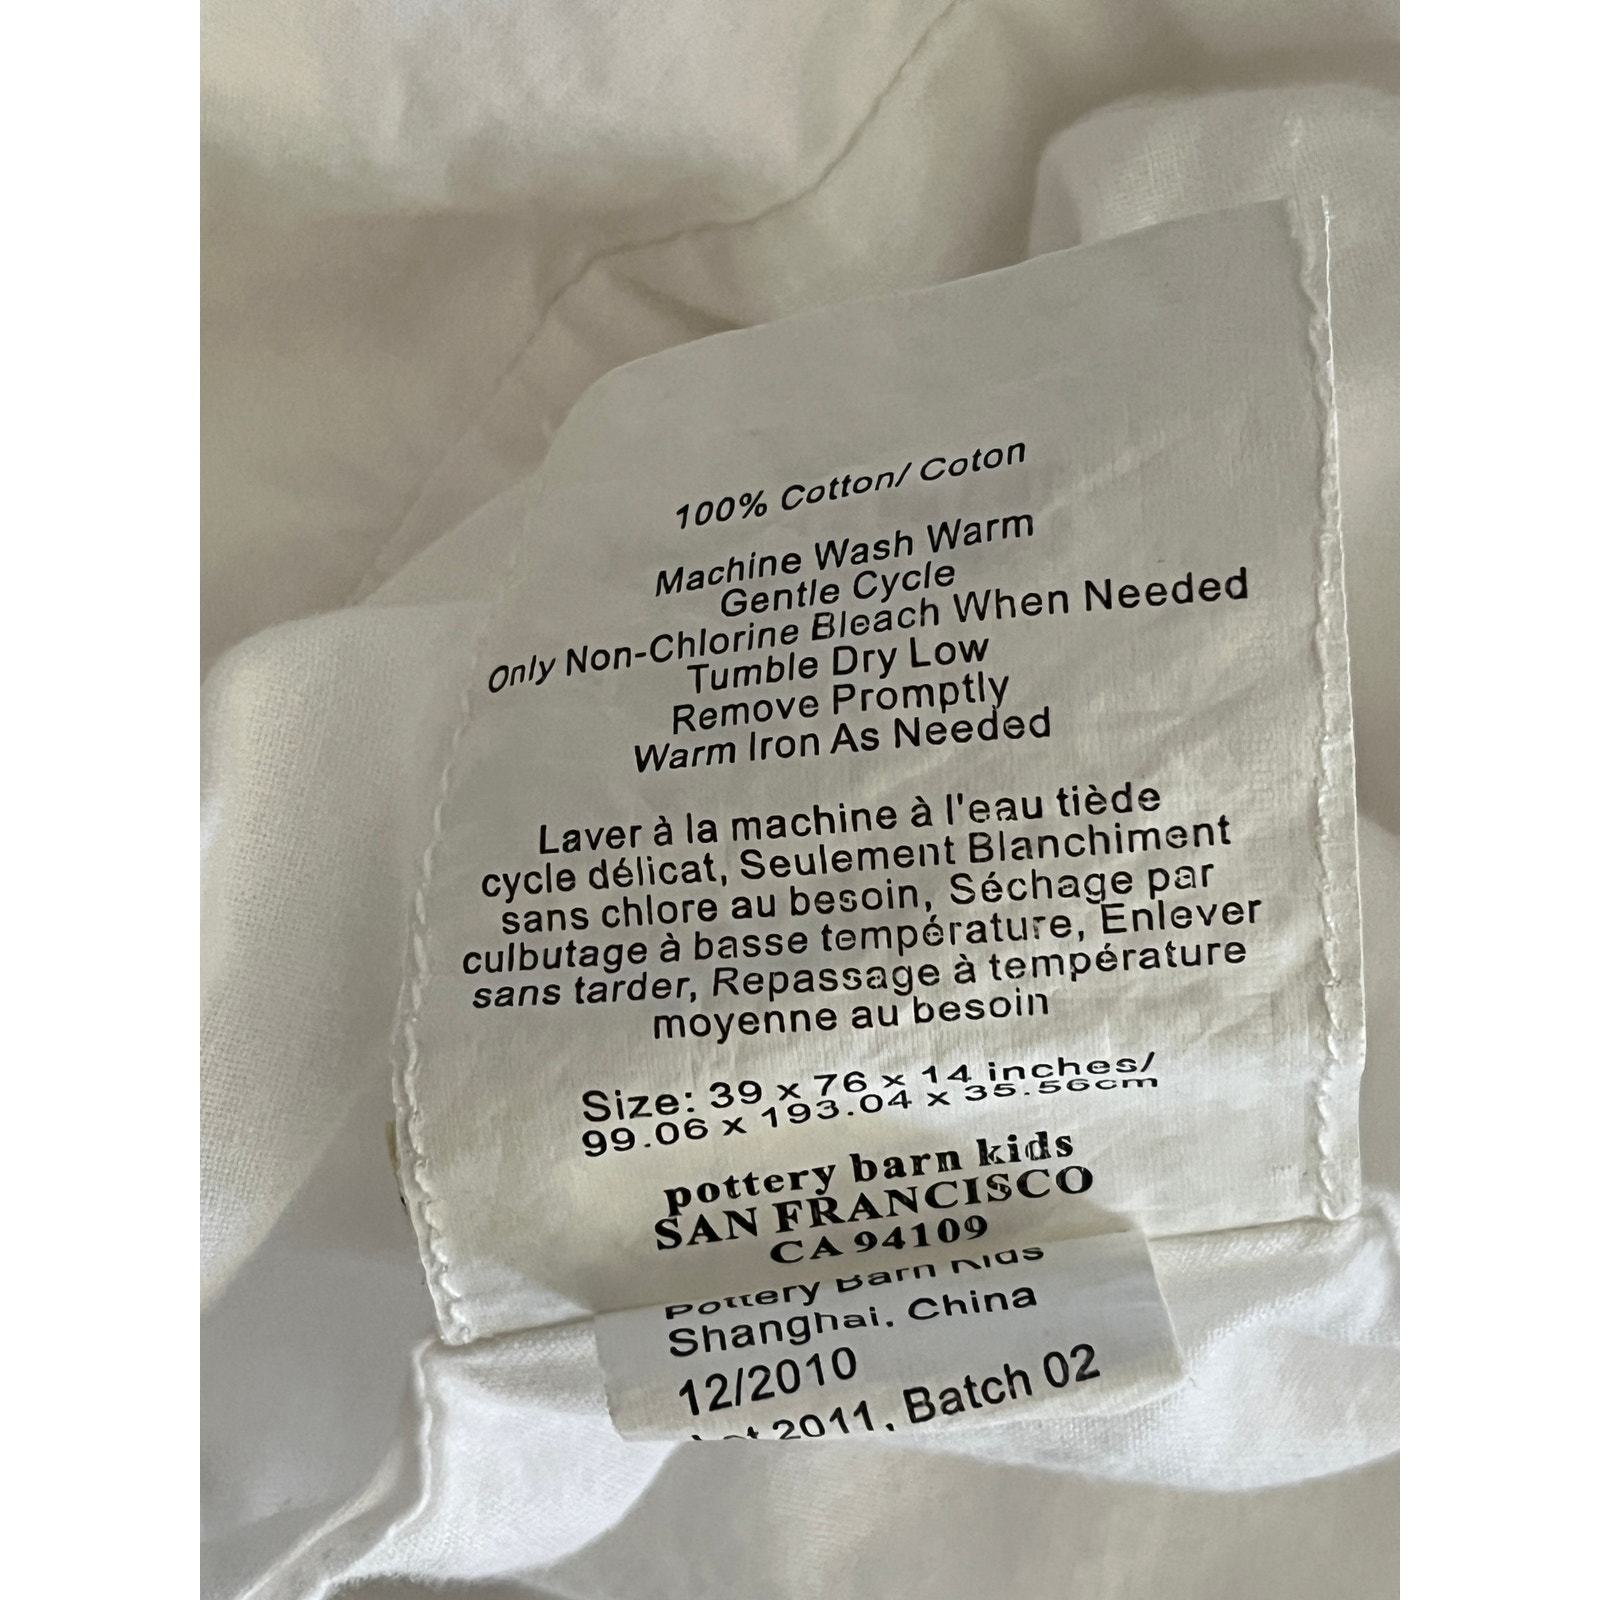 100% Cotton/ Coton
Machine Wash Warm
Gentle Cycle
Only Non-Chlorine Bleach When Needed
Tumble Dry Low
Remove Promptly
Warm Iron As Needed
Laver à la machine à l'eau tiède
cycle délicat, Seulement Blanchiment
sans chlore au besoin, Séchage par
culbutage à basse température, Enlever
sans tarder, Repassage à température
moyenne au besoin
Size: 39 x 76 x 14 inches/
99.06 x 193.04 x 35.56cm
pottery barn kids
SAN FRANCISCO
CA 94109
Pottery Barn Kids
Shanghai, China
12/2010
2011, Batch 02